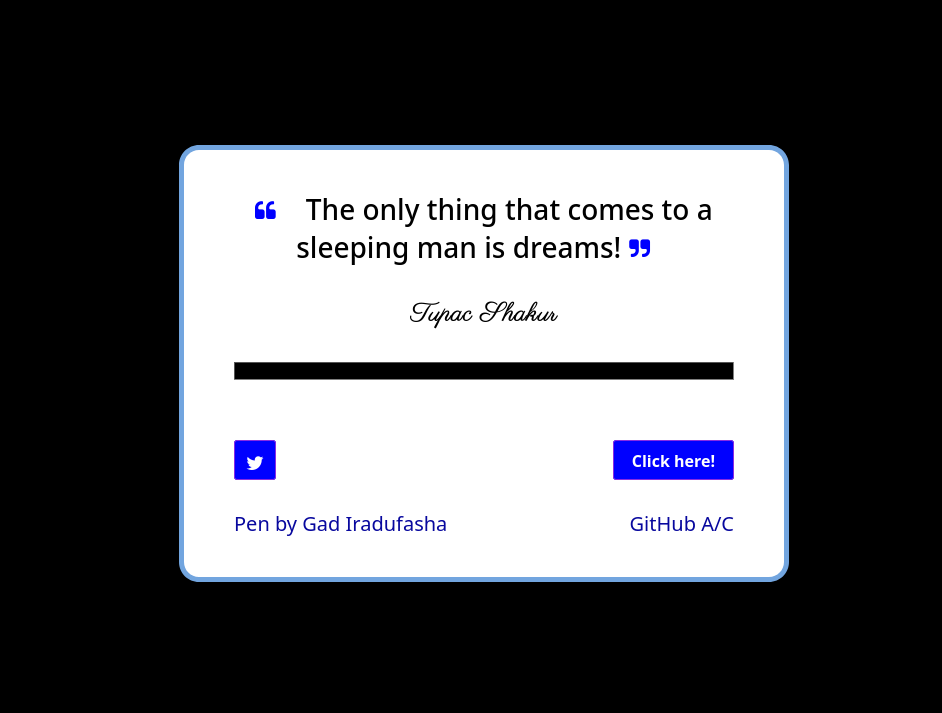 ❝ The only thing that comes to a
sleeping man is dreams! ❞
Tupac Shakur
Click here!
Pen by Gad Iradufasha
GitHub A/C